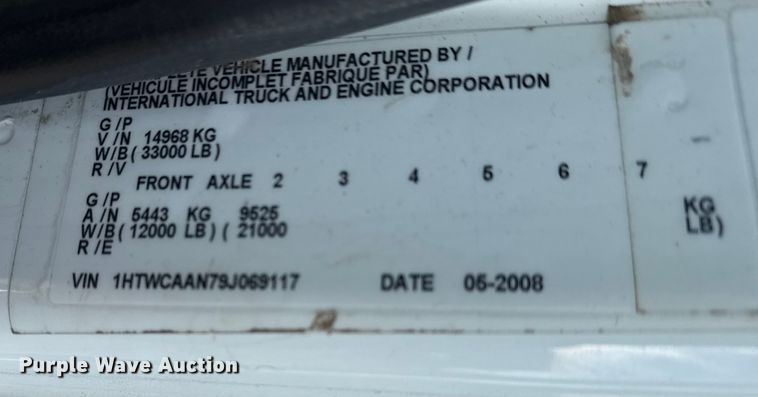 VEHICLE MANUFACTURED BY /
(VEHICULE INCOMPLET FABRIQUE PAR)
INTERNATIONAL TRUCK AND ENGINE CORPORATION
G /P
V /N 14968 KG
W/B ( 33000 LB )
R /V
FRONT AXLE 2 3 4 5 6 7
G /P
A /N 5443 KG 9525 KG
W/B ( 12000 LB ) ( 21000 LB)
R /E
VIN 1HTWCAAN79J069117 DATE 05-2008
Purple Wave Auction